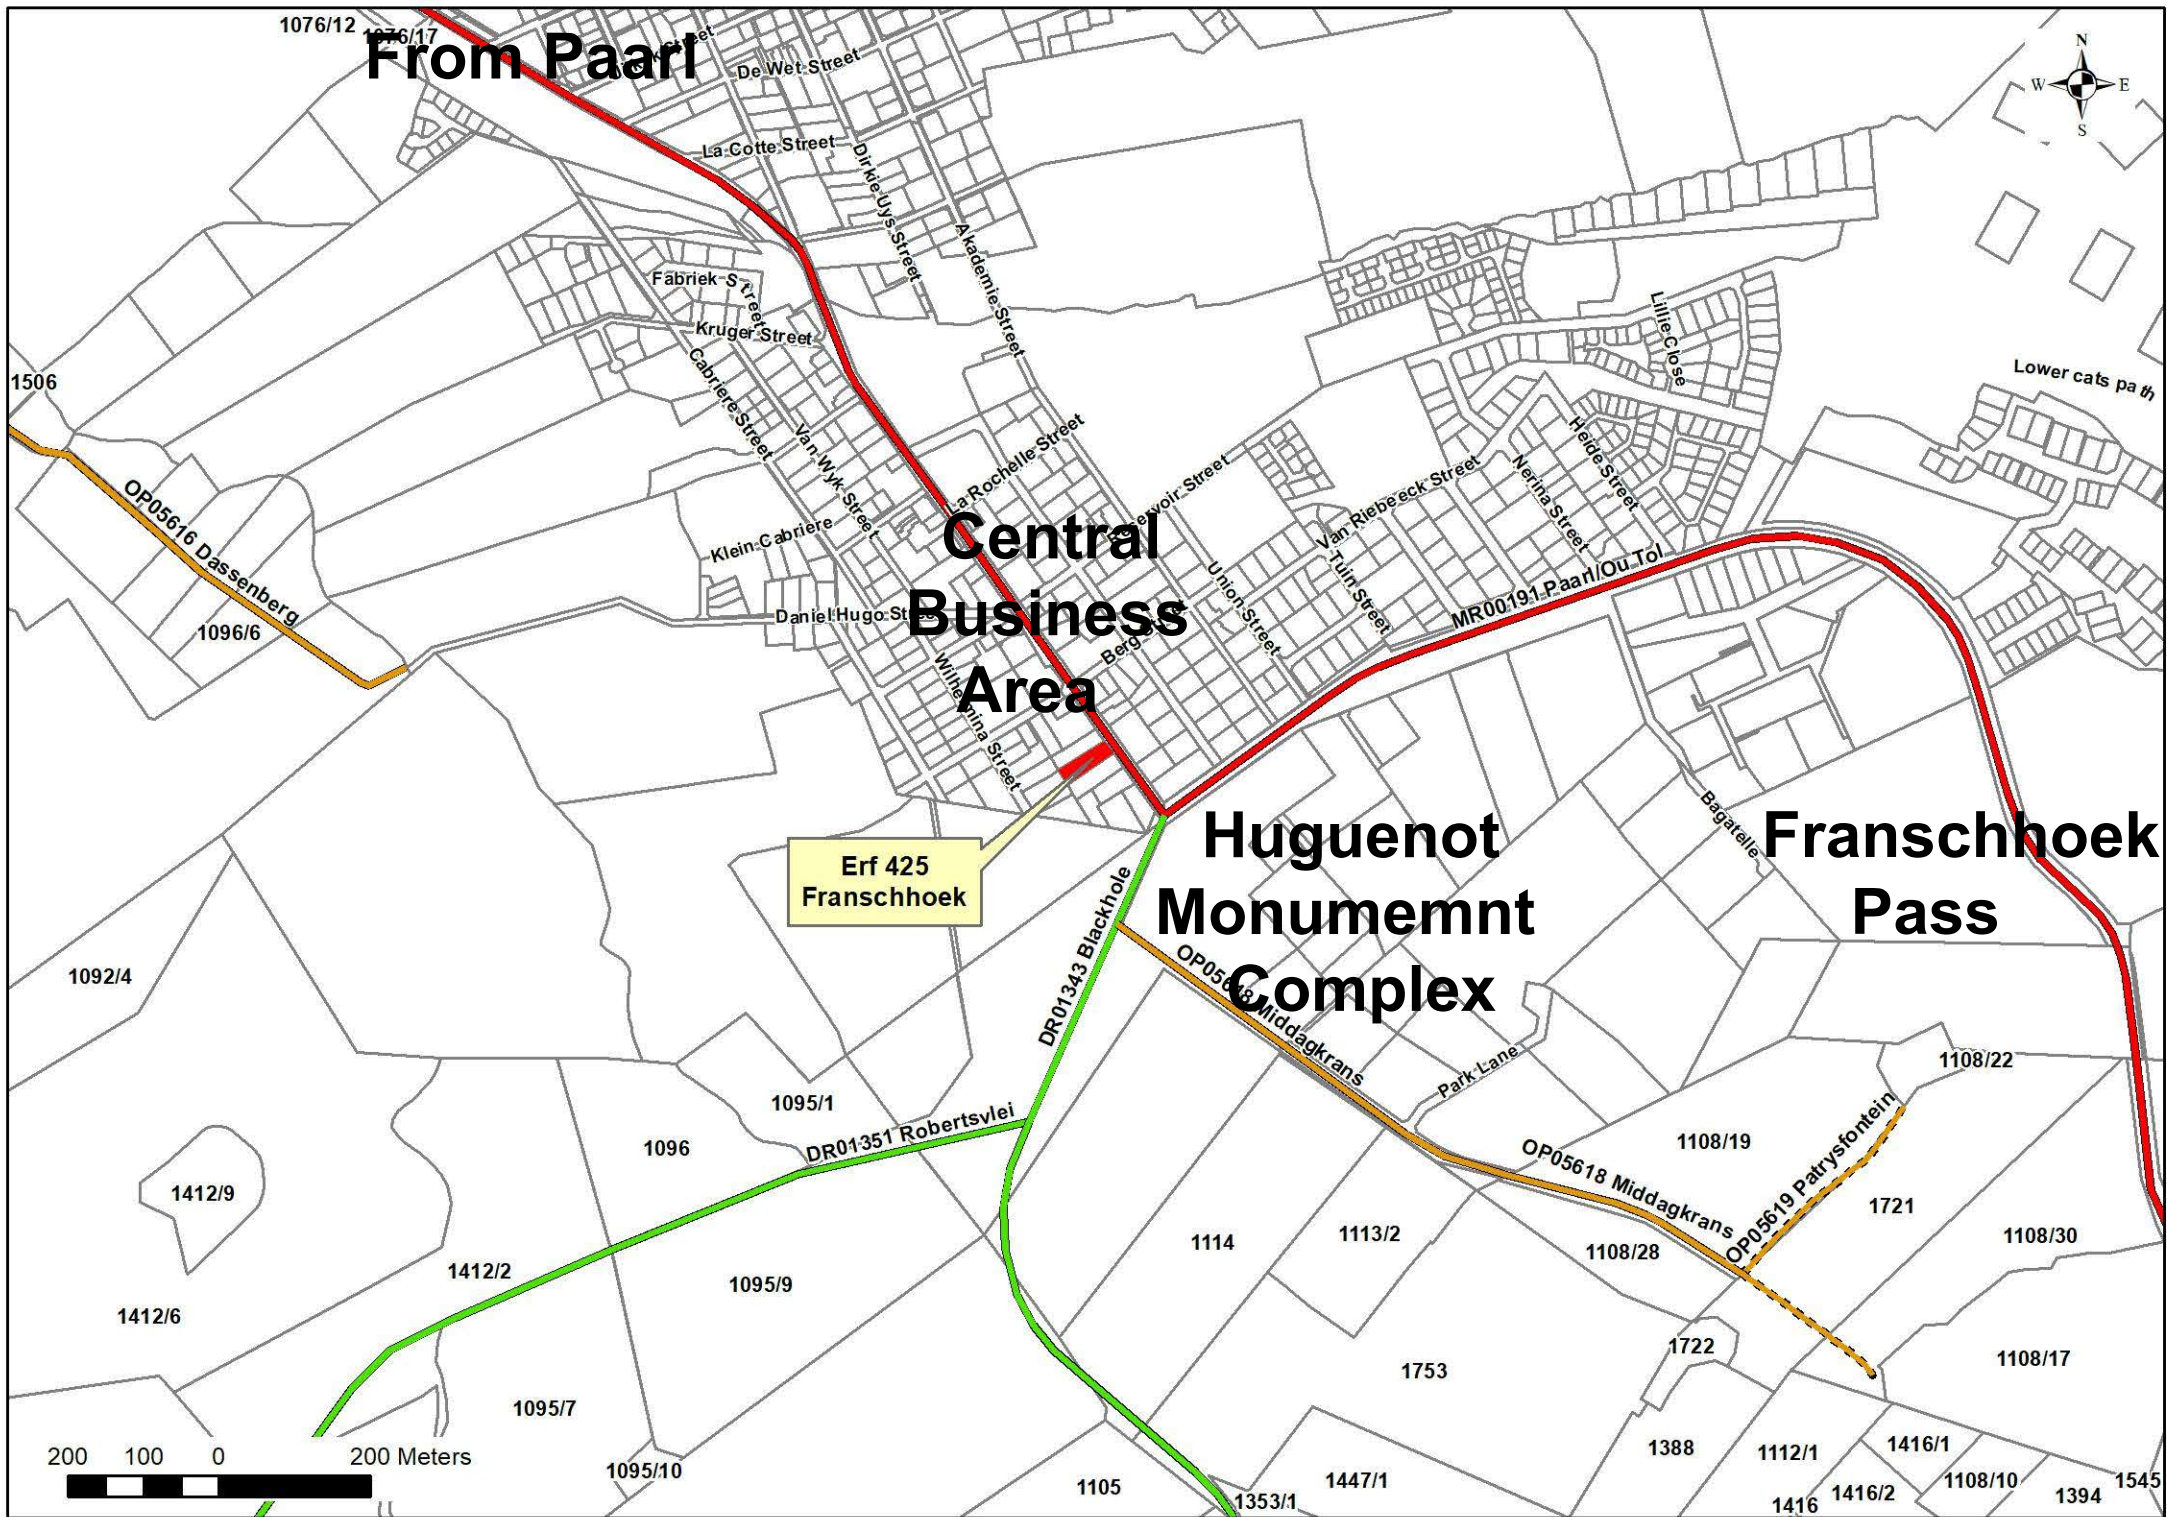 1076/12
1076/17
From Paarl
De Wet Street
N
W
E
S
La Cotte Street
Dirkie Uys Street
Akademie Street
Fabriek Street
Kruger Street
Cabriere Street
Van Wyk Street
La Rochelle Street
Reservoir Street
Lillie Close
Lower cats path
Heide Street
Nerina Street
Van Riebeeck Street
Tuin Street
Union Street
Klein Cabriere
Daniel Hugo
Wilhelmina Street
1506
OP05616 Dassenberg
1096/6
Central
Business
Area
MR00191 Paarl/Ou Tol
Erf 425
Franschhoek
Huguenot
Monumemnt
Complex
Bagatelle
Franschhoek
Pass
1092/4
DR01343 Blackhole
OP05618 Middagkrans
Park Lane
1095/1
1096
DR01351 Robertsvlei
1412/9
1412/2
1412/6
1095/9
1095/7
1095/10
1114
1113/2
1108/19
1108/22
OP05618 Middagkrans
OP05619 Patrysfontein
1721
1108/28
1108/30
1722
1108/17
1753
1388
1112/1
1416/1
1108/10
1545
1394
1416/2
1416
1447/1
1353/1
1105
200 100 0 200 Meters